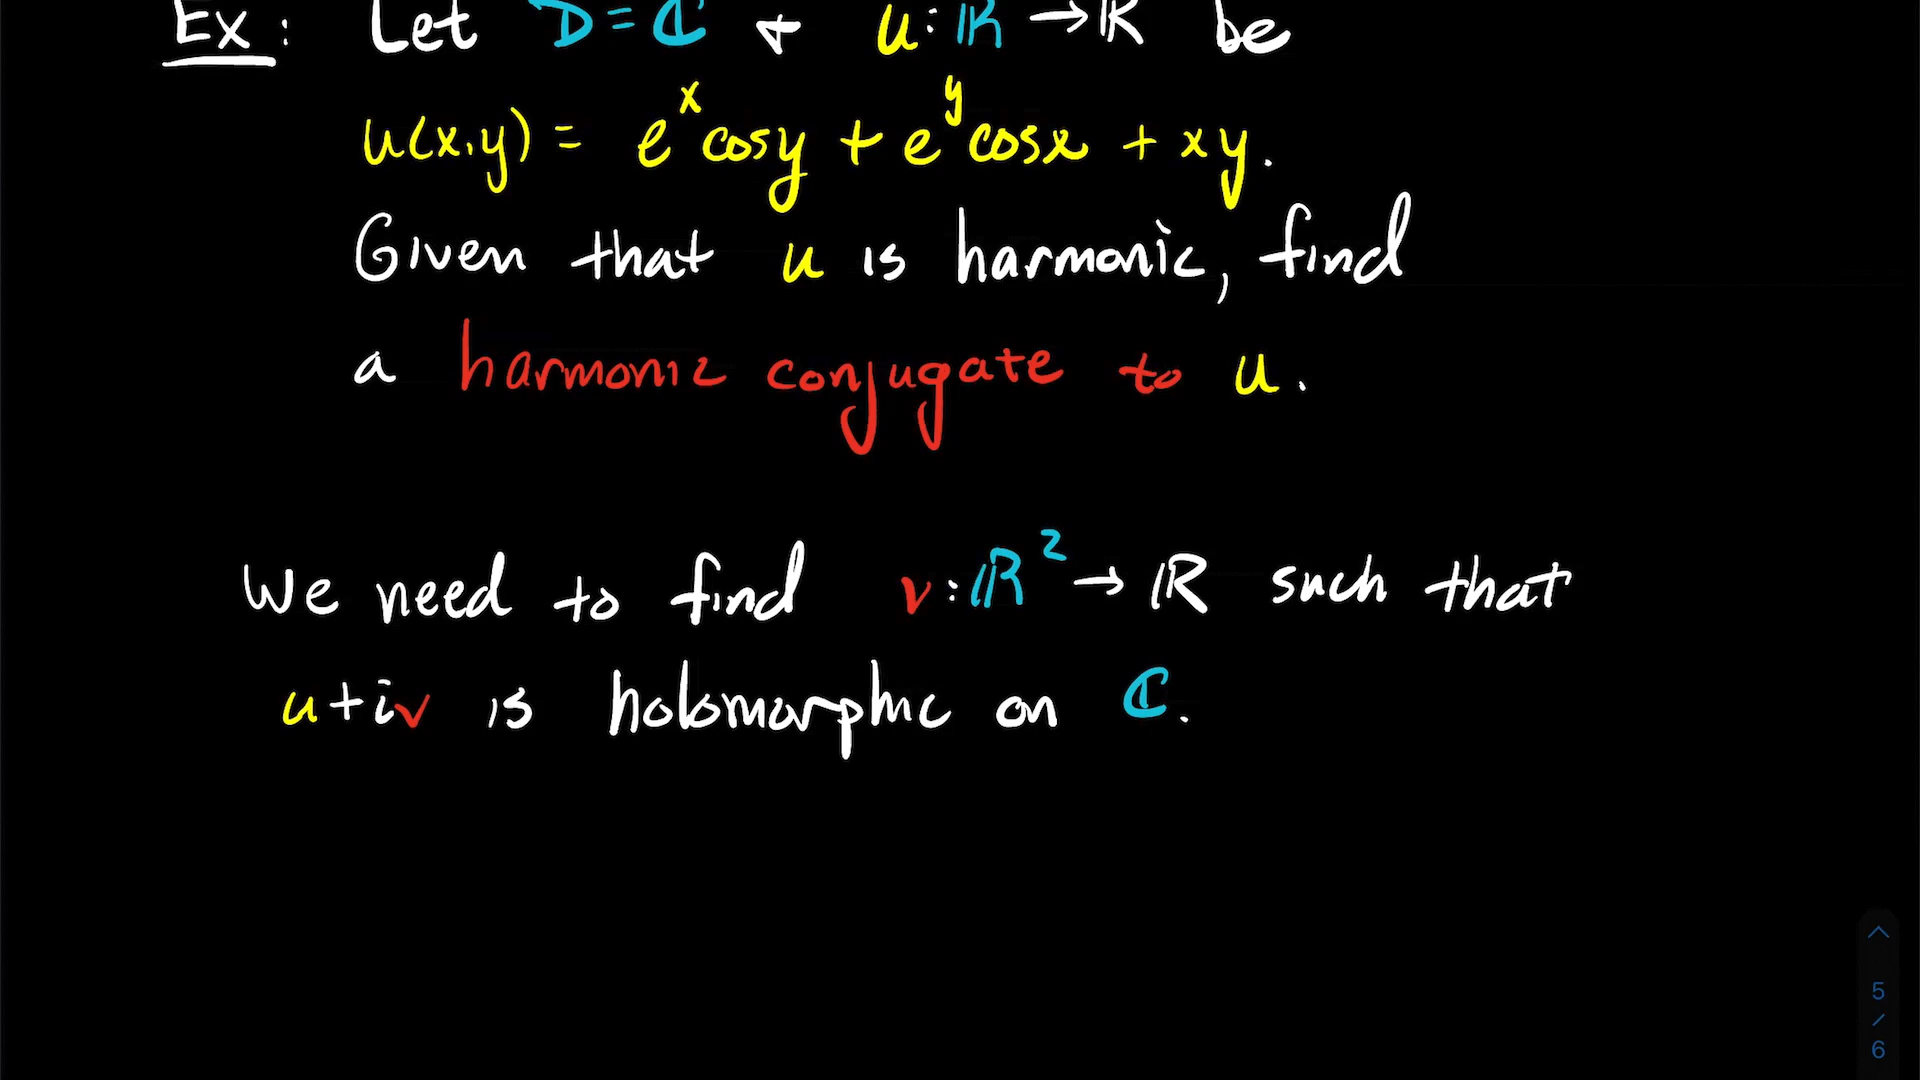 Ex: Let D = ℂ & u: ℝ → ℝ be
u(x,y) = e^x cosy + e^y cosx + xy.
Given that u is harmonic, find
a harmonic conjugate to u.
We need to find v: ℝ² → ℝ such that
u+iv is holomorphic on ℂ.
5
/
6